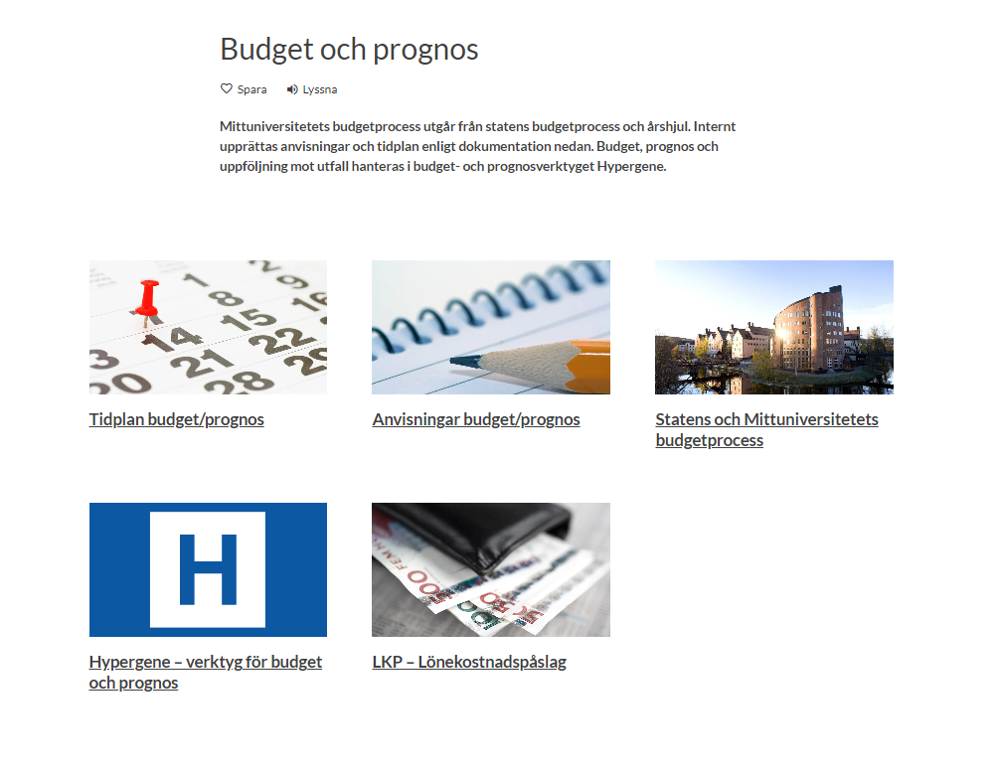 Budget och prognos
Spara Lyssna
Mittuniversitetets budgetprocess utgår från statens budgetprocess och årshjul. Internt
upprättas anvisningar och tidplan enligt dokumentation nedan. Budget, prognos och
uppföljning mot utfall hanteras i budget- och prognosverktyget Hypergene.
1
2
8
9
15
16
14
22
3
21
29
20
28
Tidplan budget/prognos
Anvisningar budget/prognos
Statens och Mittuniversitetets
budgetprocess
H
FEM
500
Hypergene – verktyg för budget
och prognos
LKP – Lönekostnadspåslag